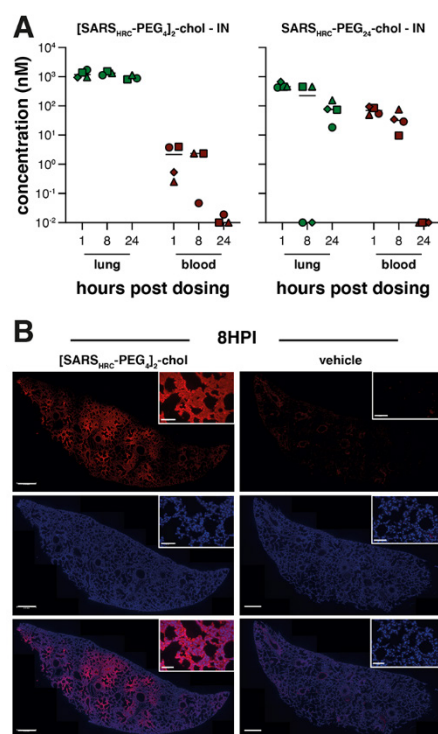 A
[SARSHRC-PEG4]2-chol - IN
SARSHRC-PEG24-chol - IN
concentration (nM)
10^4
10^3
10^2
10^1
10^0
10^-1
10^-2
1 8 24 1 8 24
1 8 24 1 8 24
lung blood
lung blood
hours post dosing
hours post dosing
B
8HPI
[SARSHRC-PEG4]2-chol
vehicle